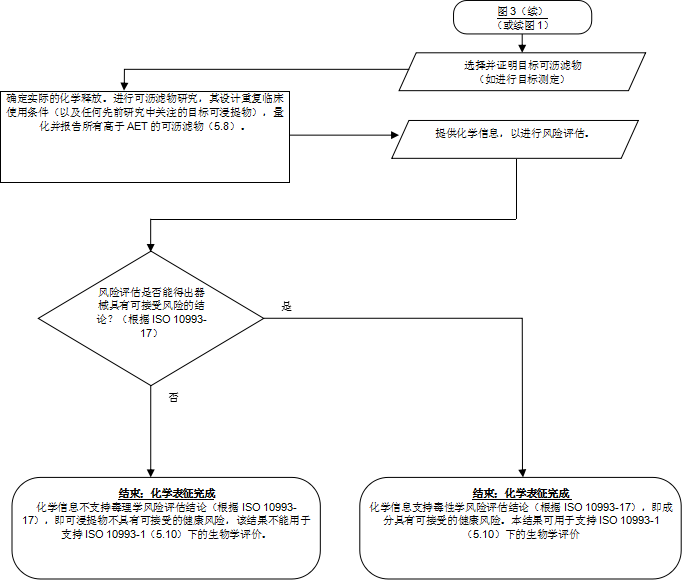 图 3（续）
（或续图 1）
选择并证明目标可沥滤物
（如进行目标测定）
确定实际的化学释放。进行可沥滤物研究，其设计重复临床
使用条件（以及任何先前研究中关注的目标可浸提物），量
化并报告所有高于 AET 的可沥滤物（5.8）。
提供化学信息，以进行风险评估。
风险评估是否能得出器
械具有可接受风险的结
论？（根据 ISO 10993-
17）
是
否
结束：化学表征完成
化学信息不支持毒理学风险评估结论（根据 ISO 10993-
17），即可浸提物不具有可接受的健康风险，该结果不能用于
支持 ISO 10993-1（5.10）下的生物学评价。
结束：化学表征完成
化学信息支持毒性学风险评估结论（根据 ISO 10993-17），即成
分具有可接受的健康风险。本结果可用于支持 ISO 10993-1
（5.10）下的生物学评价